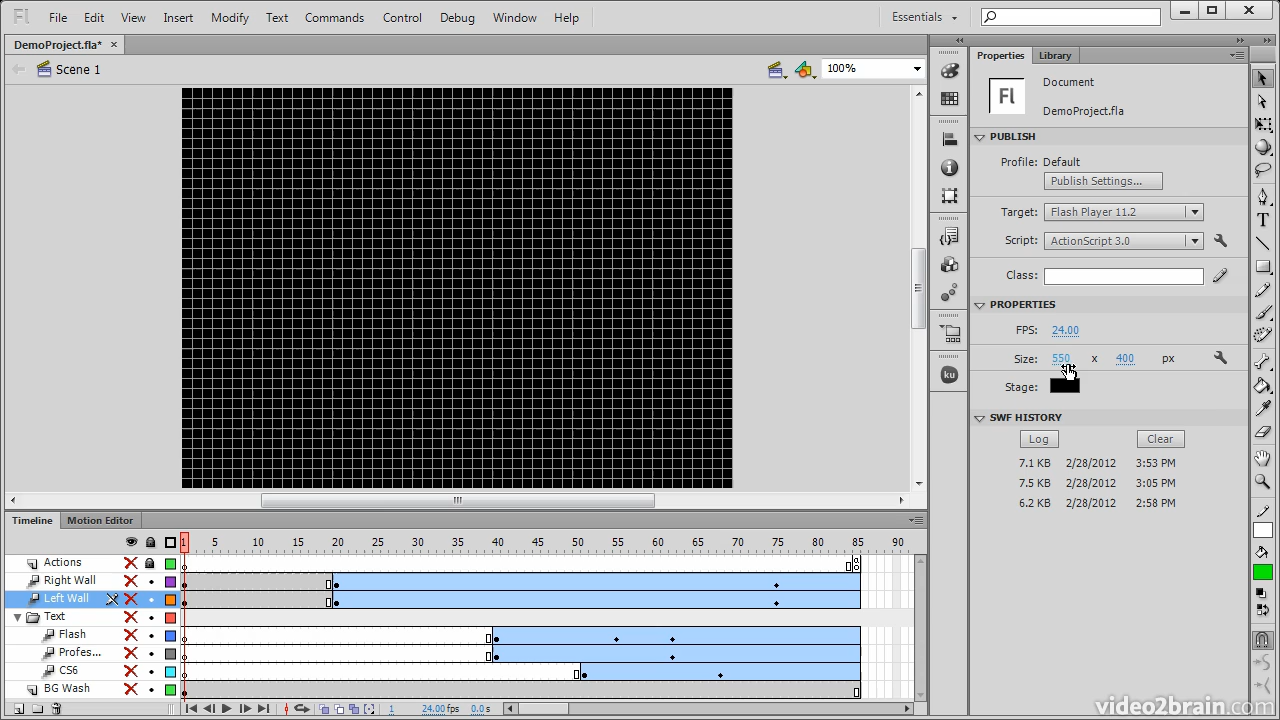 Fl File Edit View Insert Modify Text Commands Control Debug Window Help Essentials
DemoProject.fla* ×
Scene 1 100%
Properties Library
Fl Document
DemoProject.fla
PUBLISH
Profile: Default
Publish Settings...
Target: Flash Player 11.2
Script: ActionScript 3.0
Class:
PROPERTIES
FPS: 24.00
Size: 550 x 400 px
Stage:
SWF HISTORY
Log Clear
7.1 KB 2/28/2012 3:53 PM
7.5 KB 2/28/2012 3:05 PM
6.2 KB 2/28/2012 2:58 PM
ku
T
Timeline Motion Editor
1 5 10 15 20 25 30 35 40 45 50 55 60 65 70 75 80 85 90
Actions
Right Wall
Left Wall
Text
Flash
Profes...
CS6
BG Wash
1 24.00 fps 0.0 s
video2brain.com